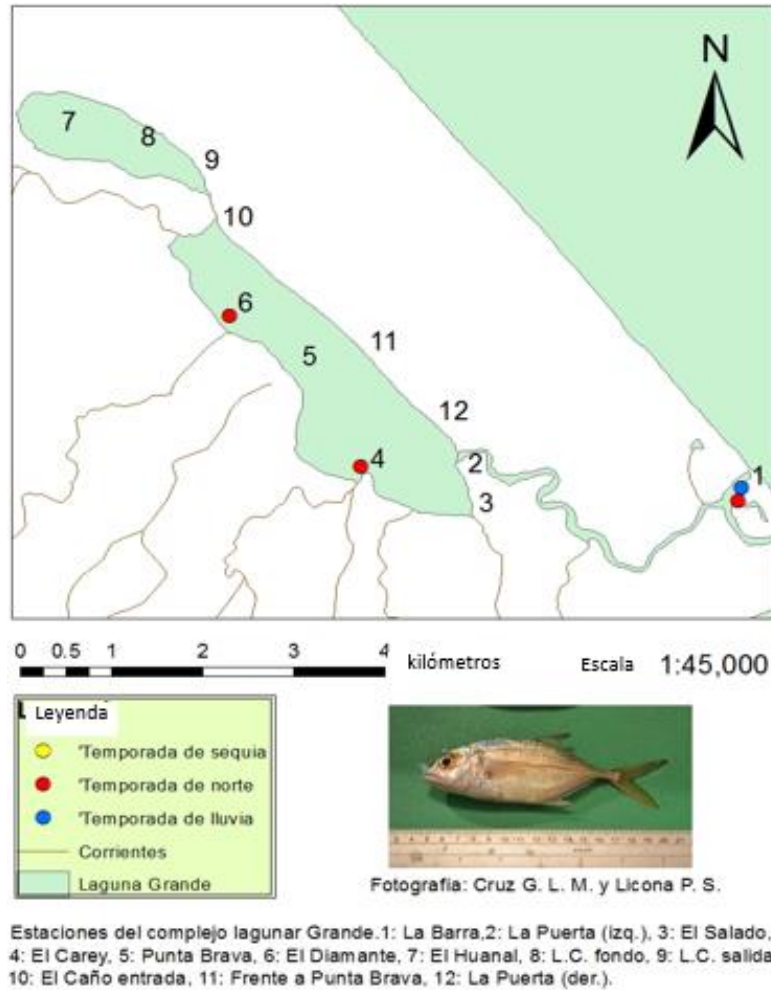 N
7
8
9
10
6
5
11
12
4
2
3
1
0 0.5 1 2 3 4
kilómetros Escala 1:45,000
Leyenda
'Temporada de sequia
'Temporada de norte
'Temporada de lluvia
Corrientes
Laguna Grande
Fotografia: Cruz G. L. M. y Licona P. S.
Estaciones del complejo lagunar Grande.1: La Barra,2: La Puerta (izq.), 3: El Salado,
4: El Carey, 5: Punta Brava, 6: El Diamante, 7: El Huanal, 8: L.C. fondo, 9: L.C. salida
10: El Caño entrada, 11: Frente a Punta Brava, 12: La Puerta (der.).